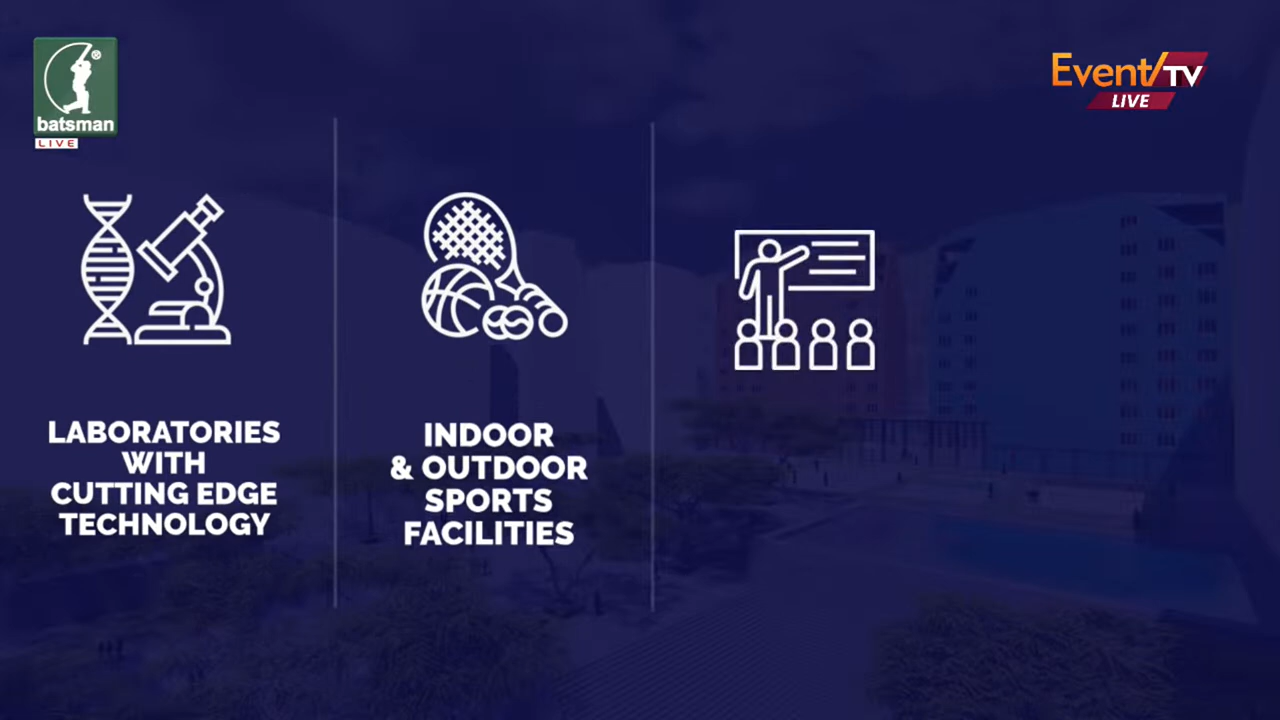 batsman
LIVE
Event/TV
LIVE
LABORATORIES
WITH
CUTTING EDGE
TECHNOLOGY
INDOOR
& OUTDOOR
SPORTS
FACILITIES